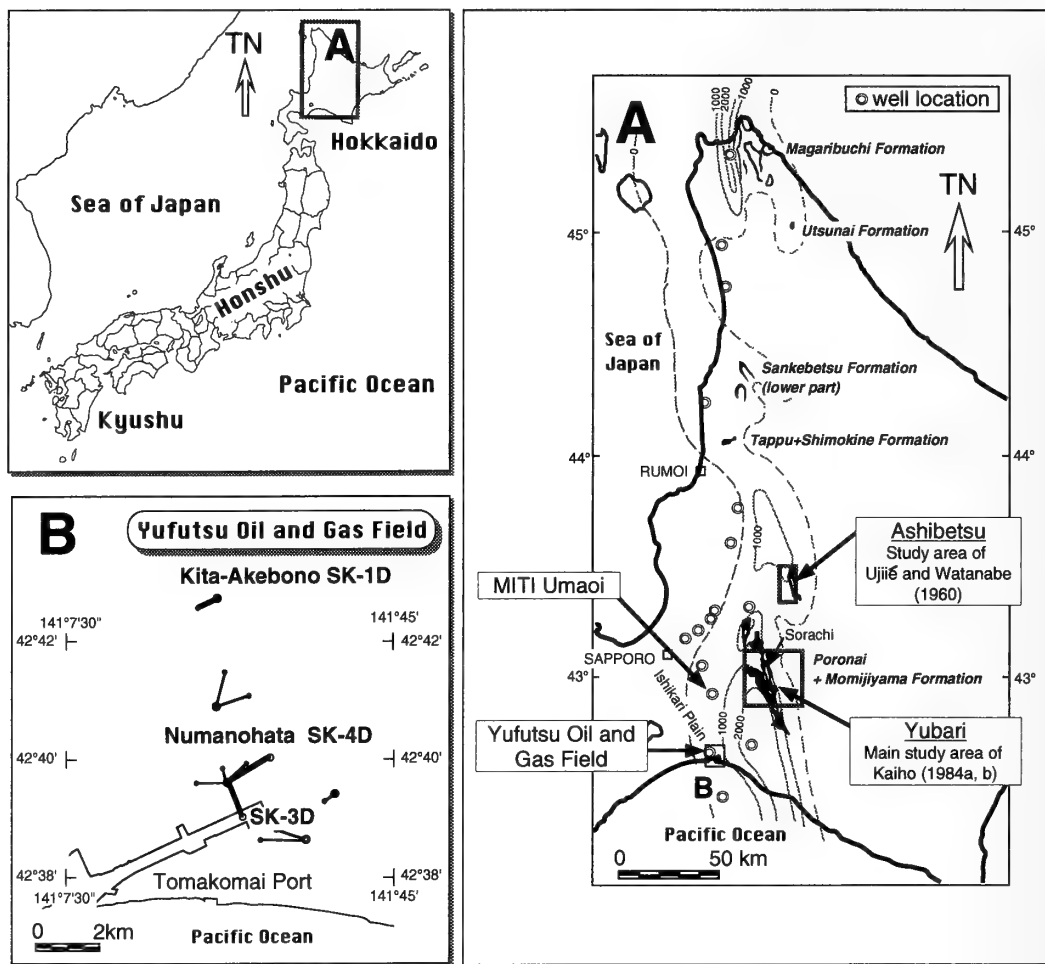 TN
A
Hokkaido
Sea of Japan
Honshu
Pacific Ocean
Kyushu
B
Yufutsu Oil and Gas Field
Kita-Akebono SK-1D
141°7'30"
141°45'
42°42'
42°42'
Numanohata SK-4D
42°40'
42°40'
SK-3D
42°38'
42°38'
141°7'30"
141°45'
Tomakomai Port
0 2km
Pacific Ocean
A
well location
0
1000
2000
1000
0
0
Magaribuchi Formation
TN
Utsunai Formation
45°
45°
Sea of
Japan
Sankebetsu Formation
(lower part)
Tappu+Shimokine Formation
44°
44°
RUMOI
1000
Ashibetsu
Study area of
Ujiié and Watanabe
(1960)
MITI Umaoi
SAPPORO
Sorachi
Poronai
+ Momijiyama Formation
43°
43°
Ishikari Plain
1000
2000
Yufutsu Oil and
Gas Field
Yubari
Main study area of
Kaiho (1984a, b)
B
Pacific Ocean
0 50 km